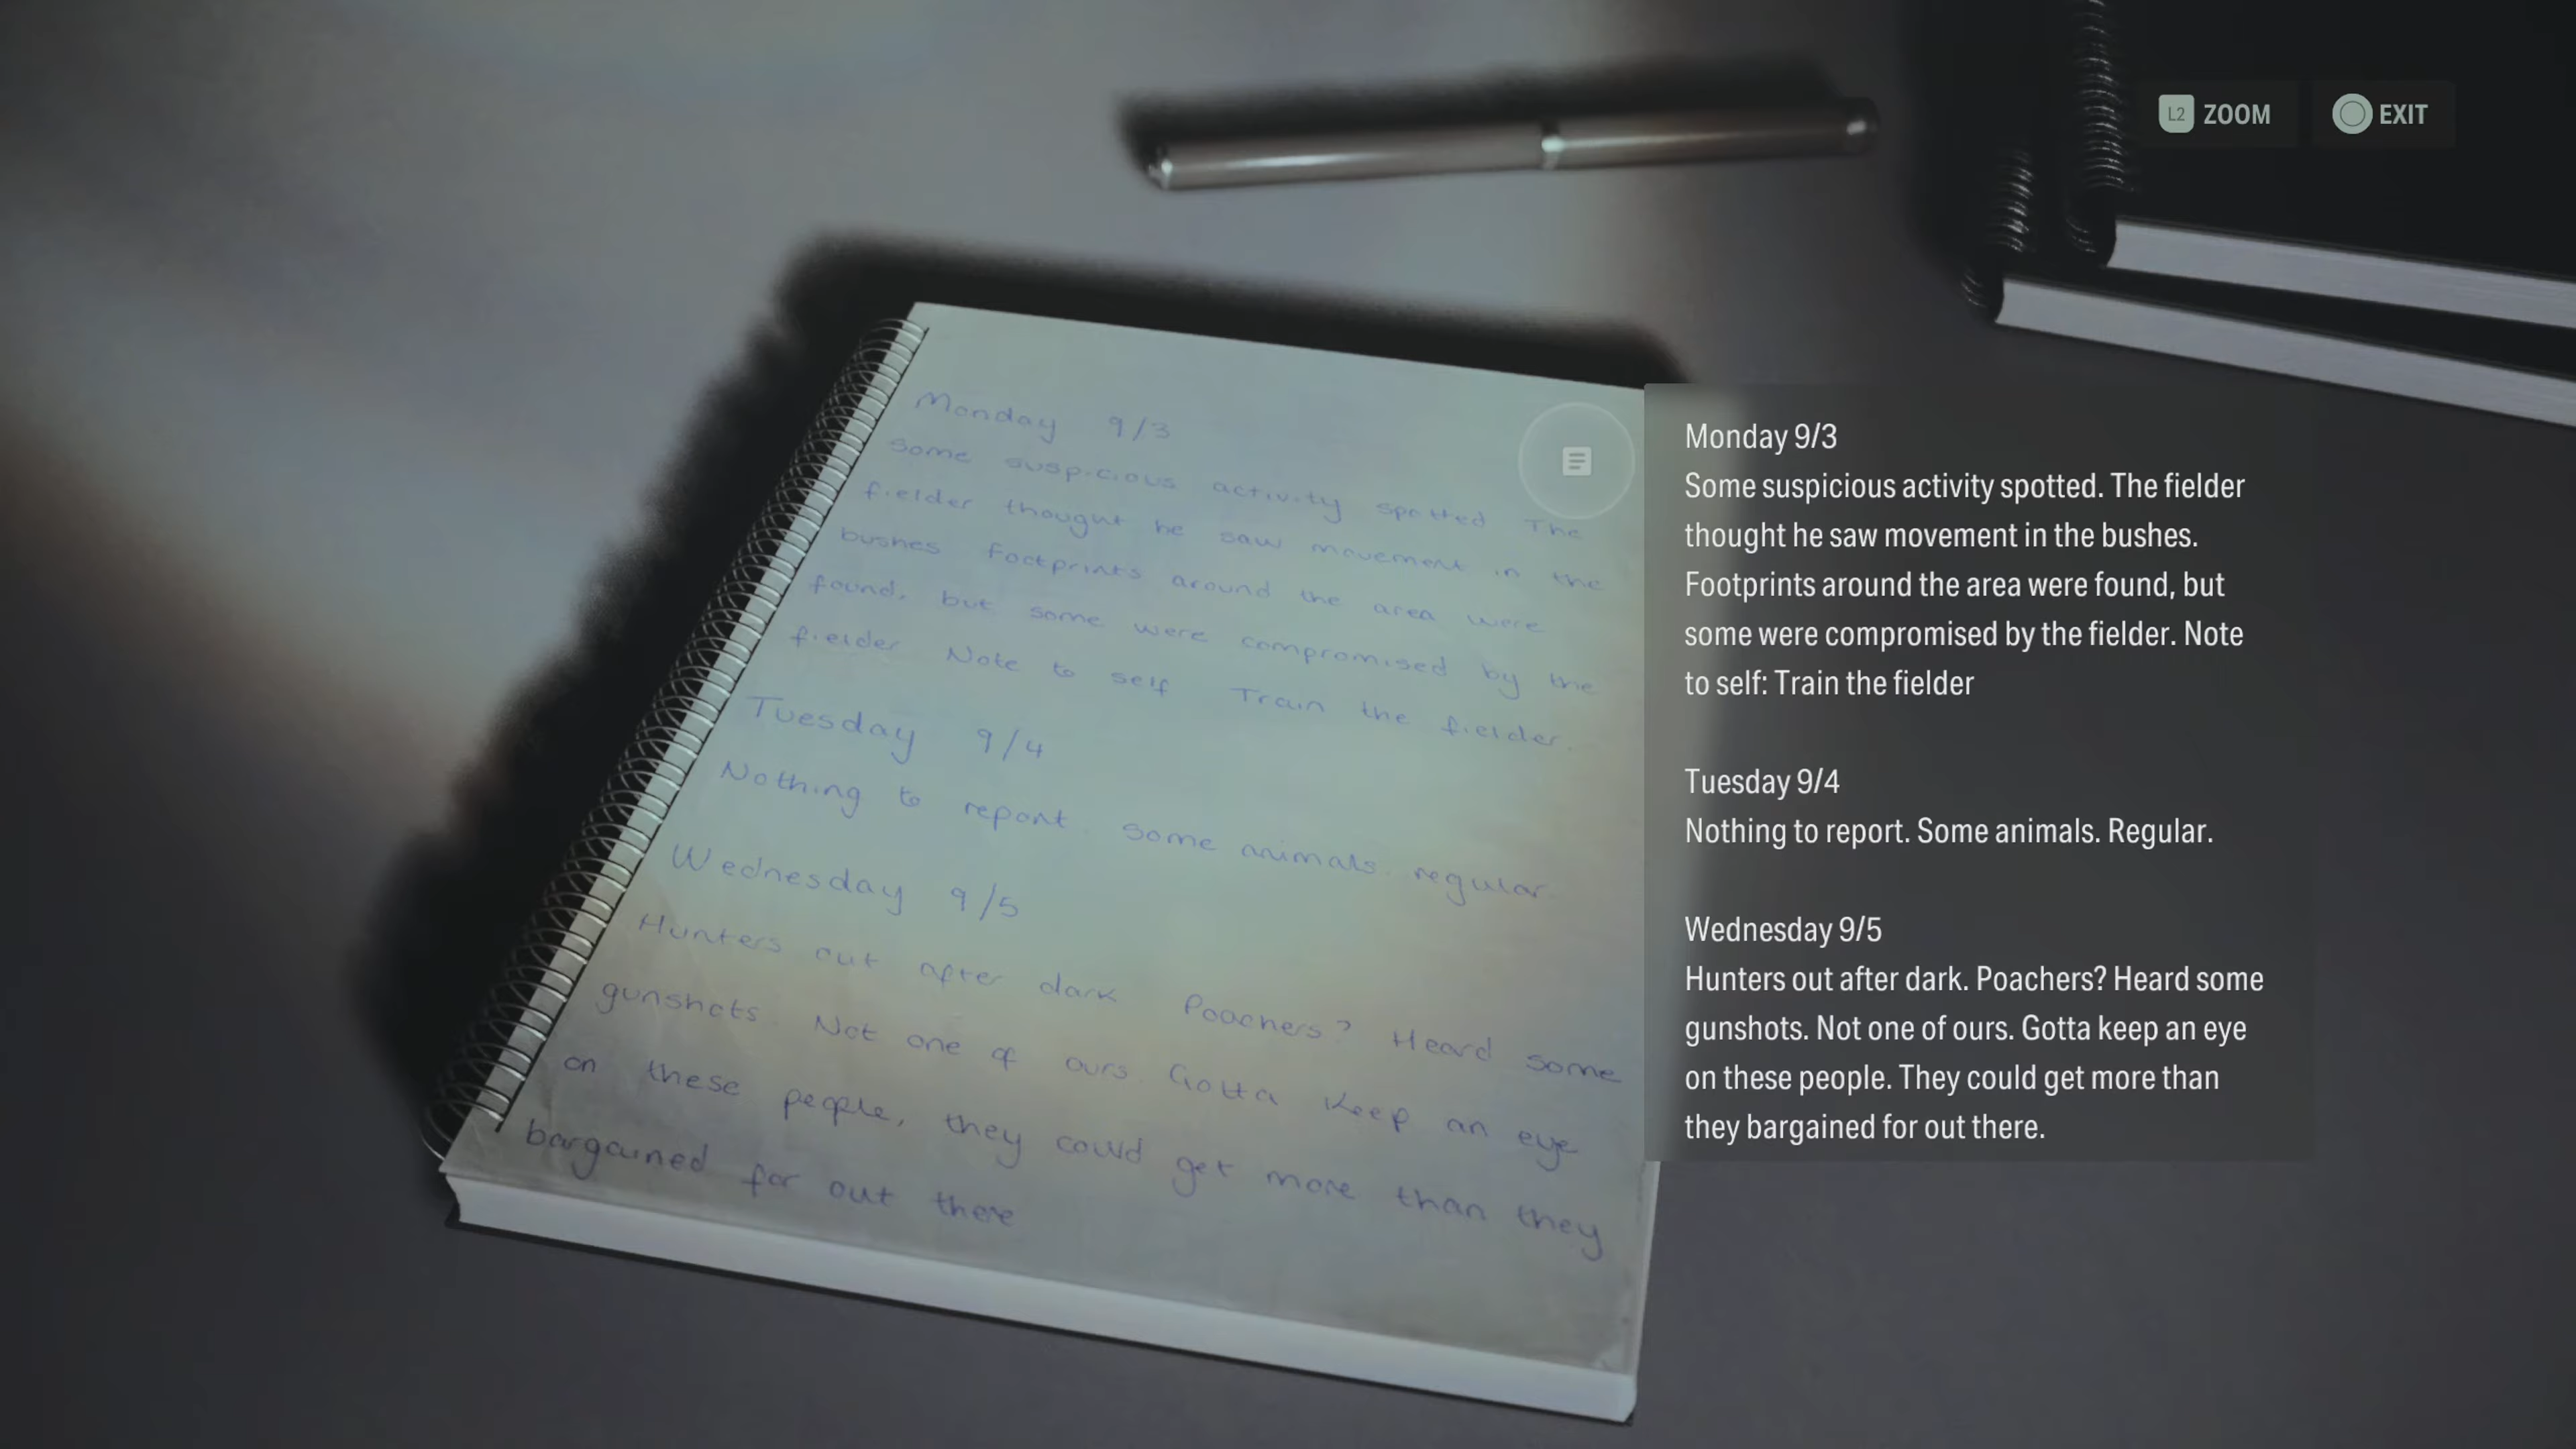 L2 ZOOM EXIT
Monday 9/3
Some suspicious activity spotted The
fielder thought he saw movement in the
bushes footprints around the area were
found, but some were compromised by the
fielder Note to self Train the fielder.
Tuesday 9/4
Nothing to report. some animals. regular
Wednesday 9/5
Hunters out after dark Poachers? Heard some
gunshots. Not one of ours. Gotta keep an eye
on these people, they could get more than they
bargained for out there
Monday 9/3
Some suspicious activity spotted. The fielder
thought he saw movement in the bushes.
Footprints around the area were found, but
some were compromised by the fielder. Note
to self: Train the fielder
Tuesday 9/4
Nothing to report. Some animals. Regular.
Wednesday 9/5
Hunters out after dark. Poachers? Heard some
gunshots. Not one of ours. Gotta keep an eye
on these people. They could get more than
they bargained for out there.